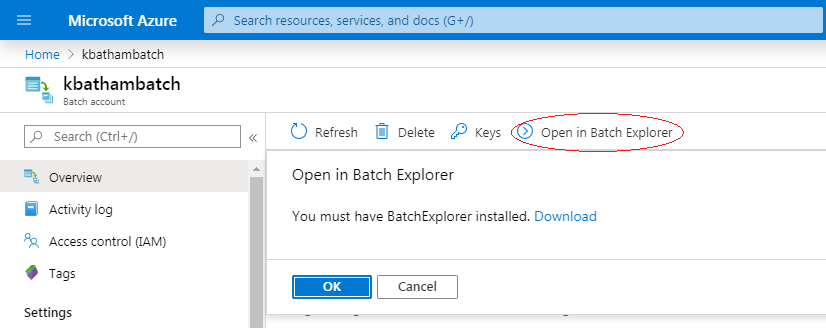 Microsoft Azure
Search resources, services, and docs (G+/)
Home > kbathambatch
kbathambatch
Batch account
Search (Ctrl+/)
«
Refresh
Delete
Keys
Open in Batch Explorer
Overview
Activity log
Access control (IAM)
Tags
Settings
Open in Batch Explorer
You must have BatchExplorer installed. Download
OK
Cancel